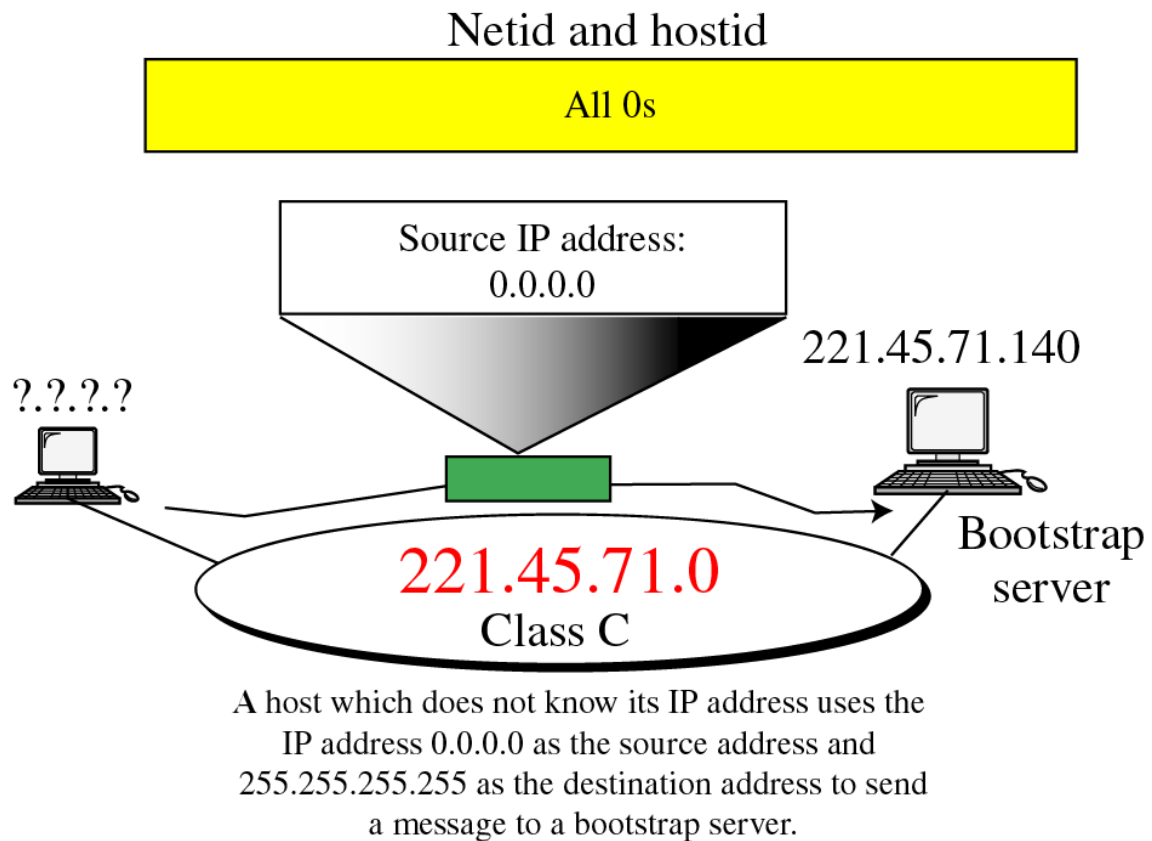 Netid and hostid
All 0s
Source IP address:
0.0.0.0
221.45.71.140
?.?.?.?
Bootstrap
server
221.45.71.0
Class C
A host which does not know its IP address uses the
IP address 0.0.0.0 as the source address and
255.255.255.255 as the destination address to send
a message to a bootstrap server.